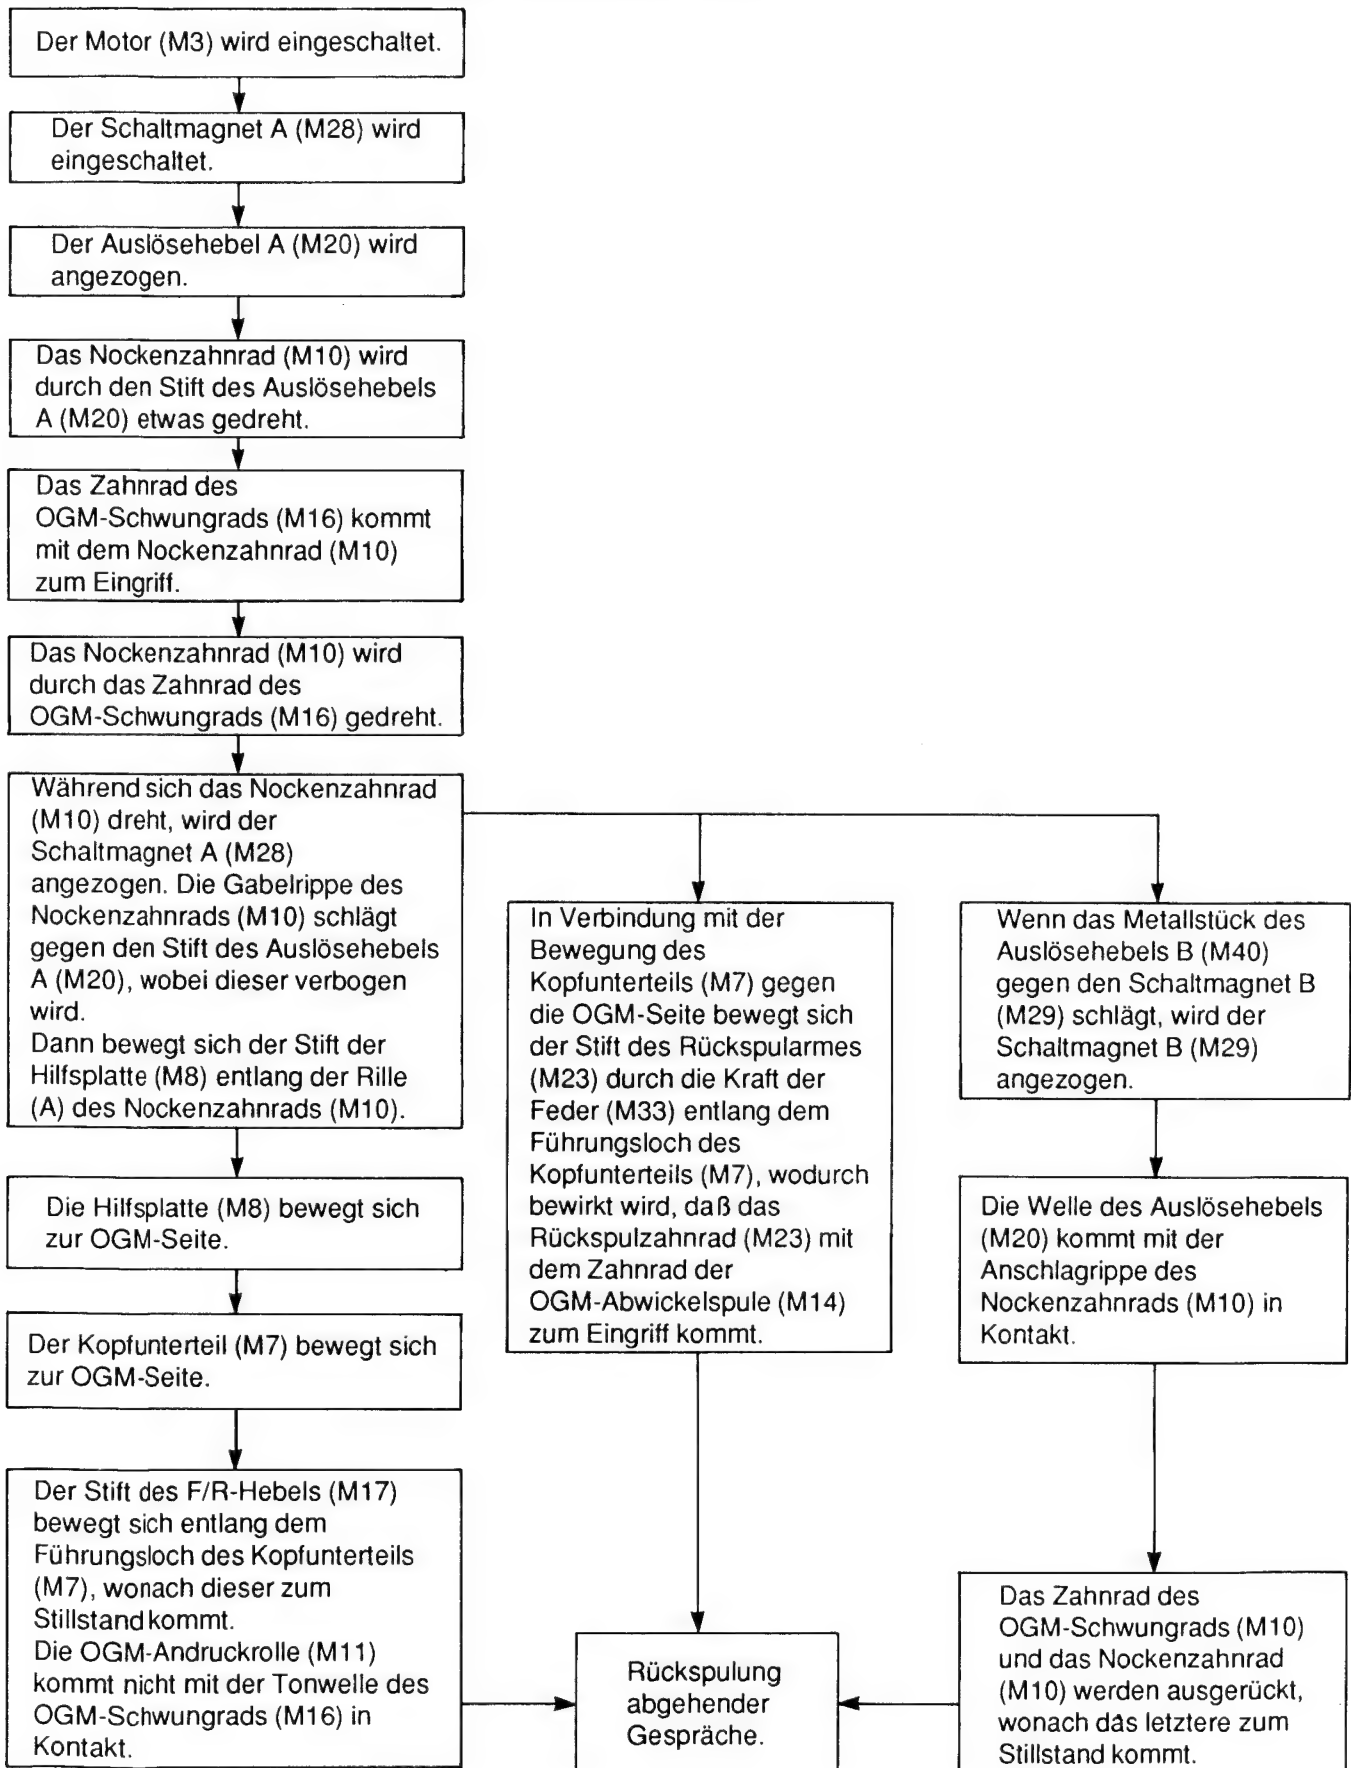 Der Motor (M3) wird eingeschaltet.
Der Schaltmagnet A (M28) wird
eingeschaltet.
Der Auslösehebel A (M20) wird
angezogen.
Das Nockenzahnrad (M10) wird
durch den Stift des Auslösehebels
A (M20) etwas gedreht.
Das Zahnrad des
OGM-Schwungrads (M16) kommt
mit dem Nockenzahnrad (M10)
zum Eingriff.
Das Nockenzahnrad (M10) wird
durch das Zahnrad des
OGM-Schwungrads (M16) gedreht.
Während sich das Nockenzahnrad
(M10) dreht, wird der
Schaltmagnet A (M28)
angezogen. Die Gabelrippe des
Nockenzahnrads (M10) schlägt
gegen den Stift des Auslösehebels
A (M20), wobei dieser verbogen
wird.
Dann bewegt sich der Stift der
Hilfsplatte (M8) entlang der Rille
(A) des Nockenzahnrads (M10).
Die Hilfsplatte (M8) bewegt sich
zur OGM-Seite.
Der Kopfunterteil (M7) bewegt sich
zur OGM-Seite.
Der Stift des F/R-Hebels (M17)
bewegt sich entlang dem
Führungsloch des Kopfunterteils
(M7), wonach dieser zum
Stillstand kommt.
Die OGM-Andruckrolle (M11)
kommt nicht mit der Tonwelle des
OGM-Schwungrads (M16) in
Kontakt.
In Verbindung mit der
Bewegung des
Kopfunterteils (M7) gegen
die OGM-Seite bewegt sich
der Stift des Rückspularmes
(M23) durch die Kraft der
Feder (M33) entlang dem
Führungsloch des
Kopfunterteils (M7), wodurch
bewirkt wird, daß das
Rückspulzahnrad (M23) mit
dem Zahnrad der
OGM-Abwickelspule (M14)
zum Eingriff kommt.
Wenn das Metallstück des
Auslösehebels B (M40)
gegen den Schaltmagnet B
(M29) schlägt, wird der
Schaltmagnet B (M29)
angezogen.
Die Welle des Auslösehebels
(M20) kommt mit der
Anschlagrippe des
Nockenzahnrads (M10) in
Kontakt.
Das Zahnrad des
OGM-Schwungrads (M10)
und das Nockenzahnrad
(M10) werden ausgerückt,
wonach das letztere zum
Stillstand kommt.
Rückspulung
abgehender
Gespräche.